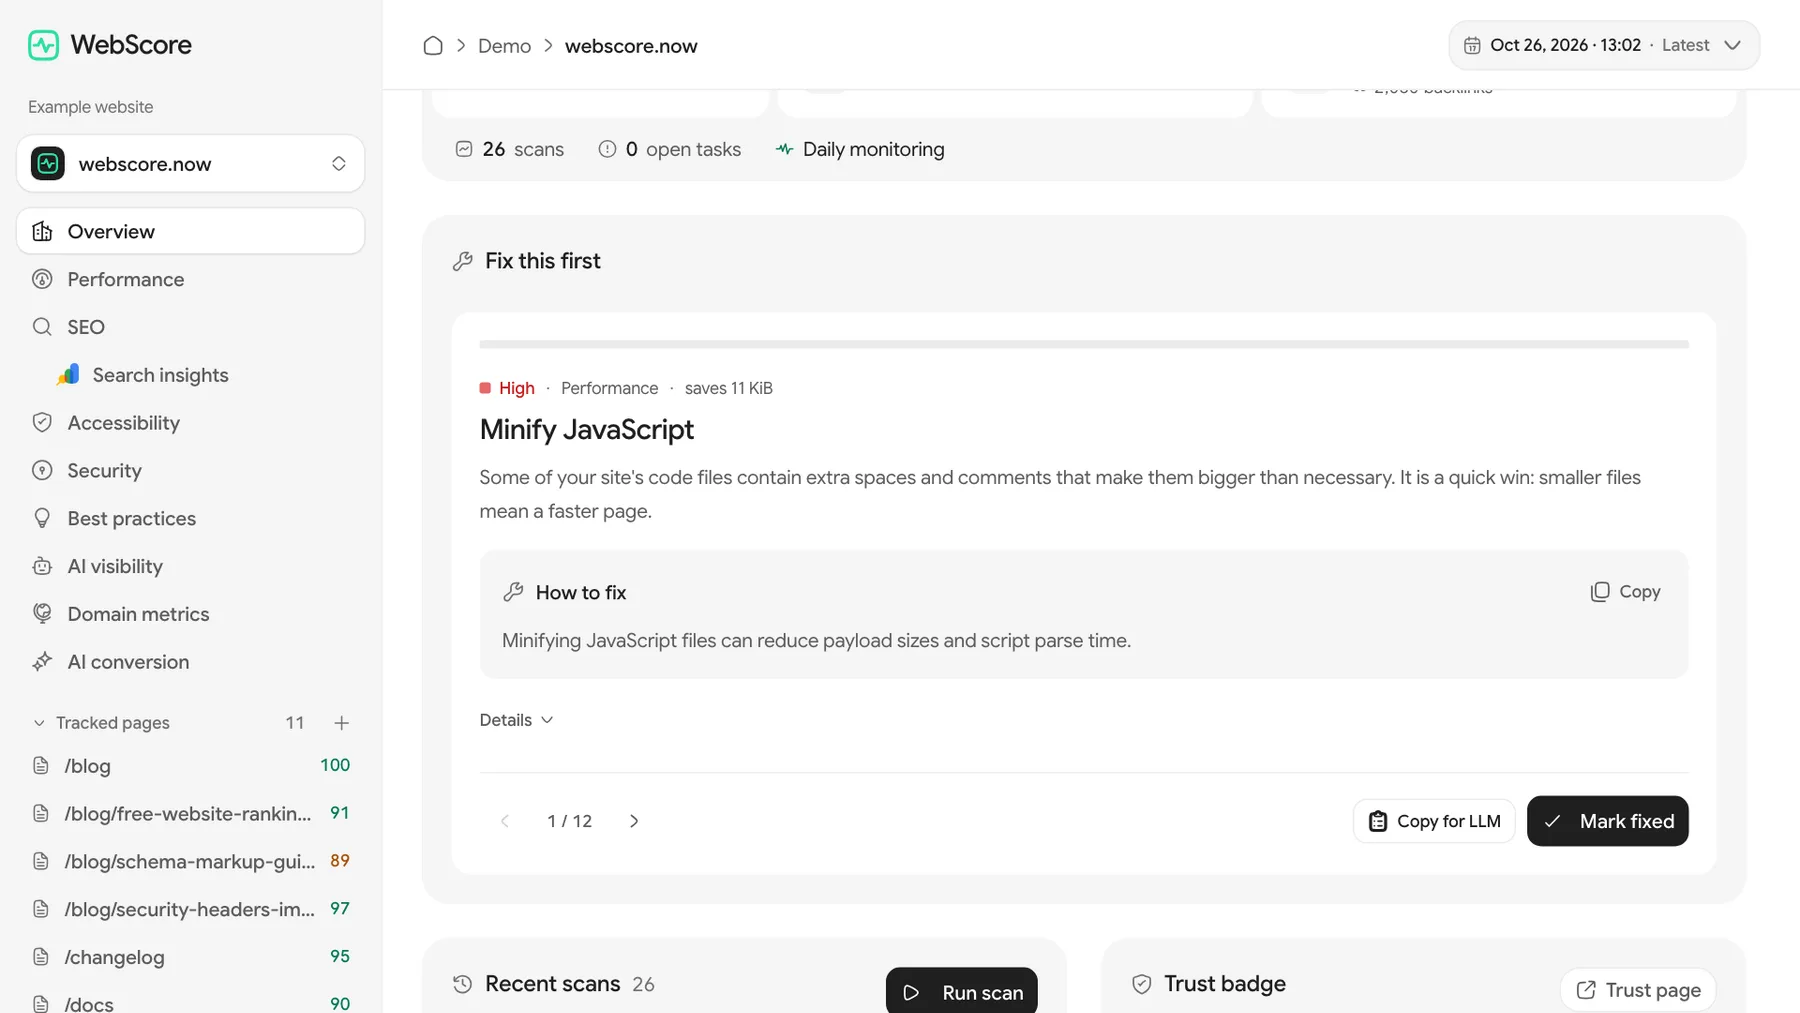 WebScore
Example website
webscore.now
Overview
Performance
SEO
Search insights
Accessibility
Security
Best practices
AI visibility
Domain metrics
AI conversion
Tracked pages 11
/blog 100
/blog/free-website-rankin... 91
/blog/schema-markup-gui... 89
/blog/security-headers-im... 97
/changelog 95
/docs 90
Demo webscore.now
Oct 26, 2026 · 13:02 · Latest
backlinks
26 scans 0 open tasks Daily monitoring
Fix this first
High · Performance · saves 11 KiB
Minify JavaScript
Some of your site's code files contain extra spaces and comments that make them bigger than necessary. It is a quick win: smaller files
mean a faster page.
How to fix
Copy
Minifying JavaScript files can reduce payload sizes and script parse time.
Details
1 / 12
Copy for LLM
Mark fixed
Recent scans 26
Run scan
Trust badge
Trust page